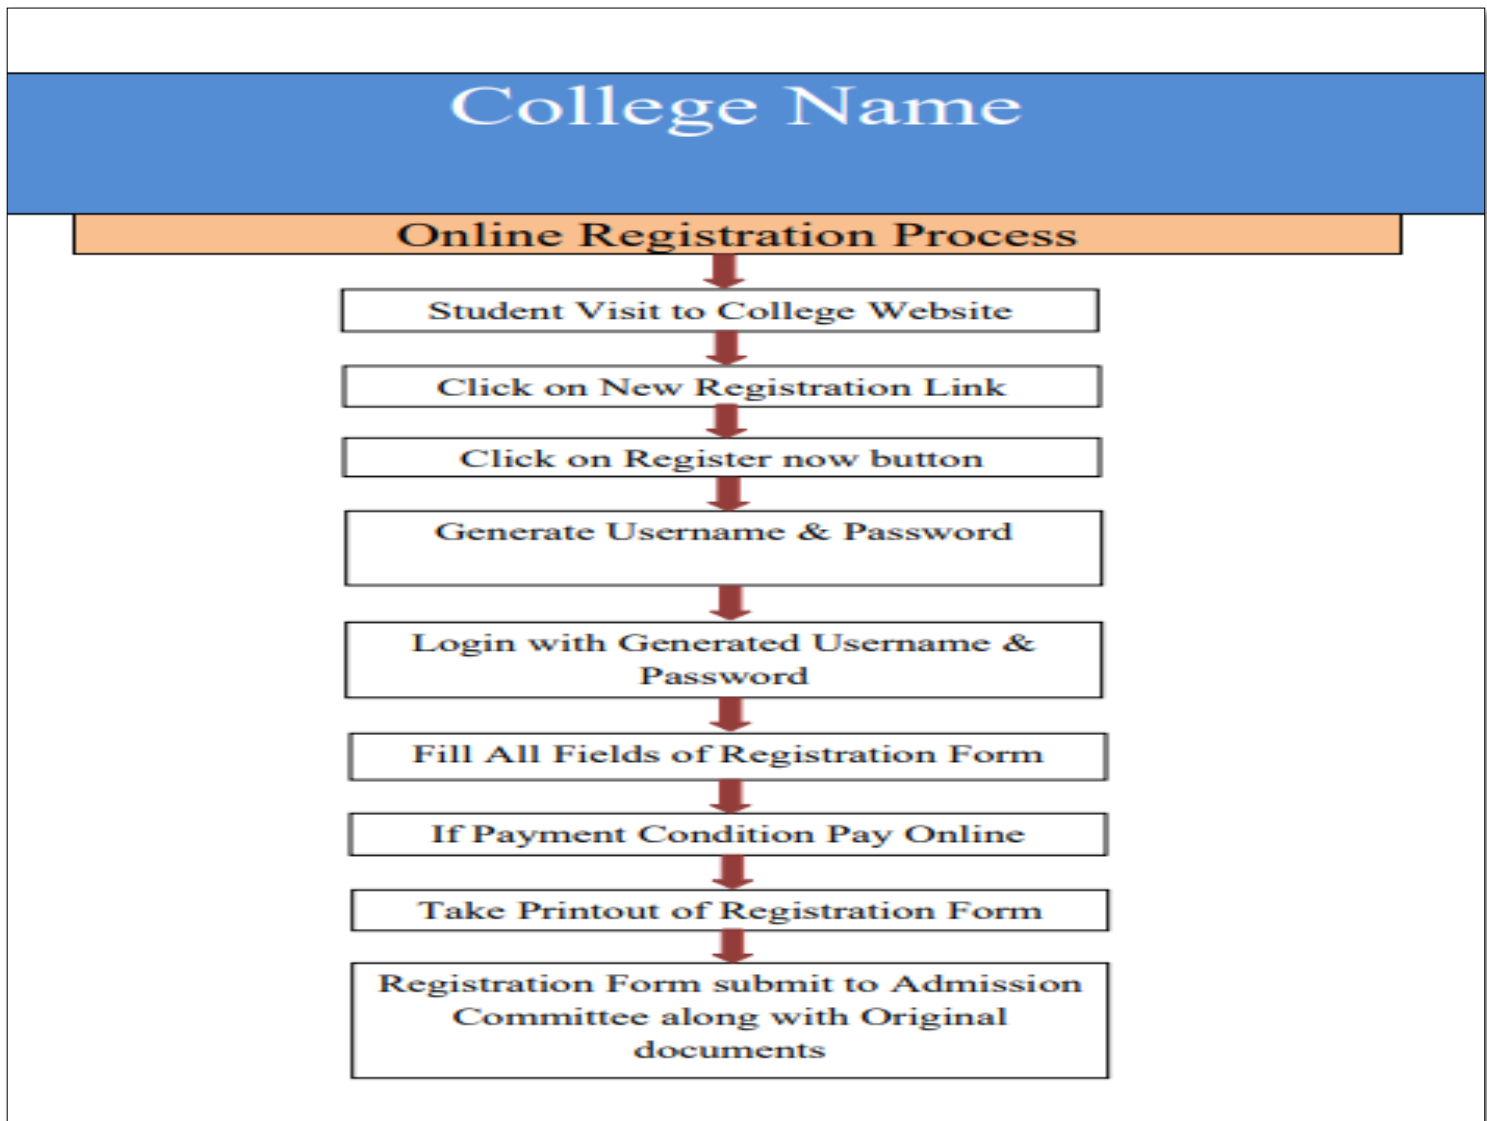 College Name
Online Registration Process
Student Visit to College Website
Click on New Registration Link
Click on Register now button
Generate Username & Password
Login with Generated Username &
Password
Fill All Fields of Registration Form
If Payment Condition Pay Online
Take Printout of Registration Form
Registration Form submit to Admission
Committee along with Original
documents